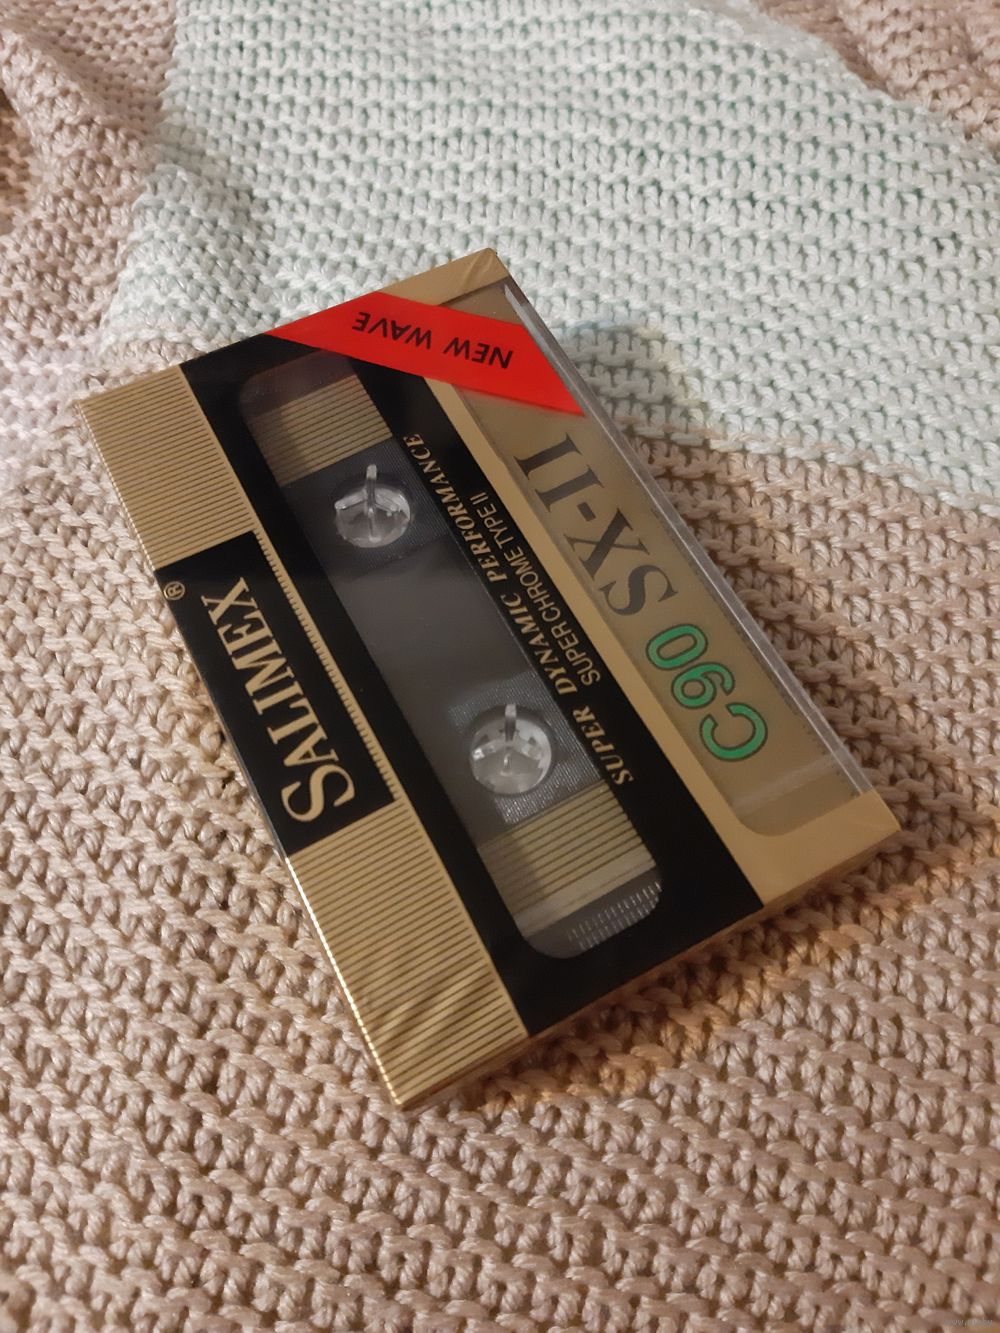 SALIMEX®
SUPER DYNAMIC PERFORMANCE
SUPER CHROME TYPE II
C90 SX-II
NEW WAVE